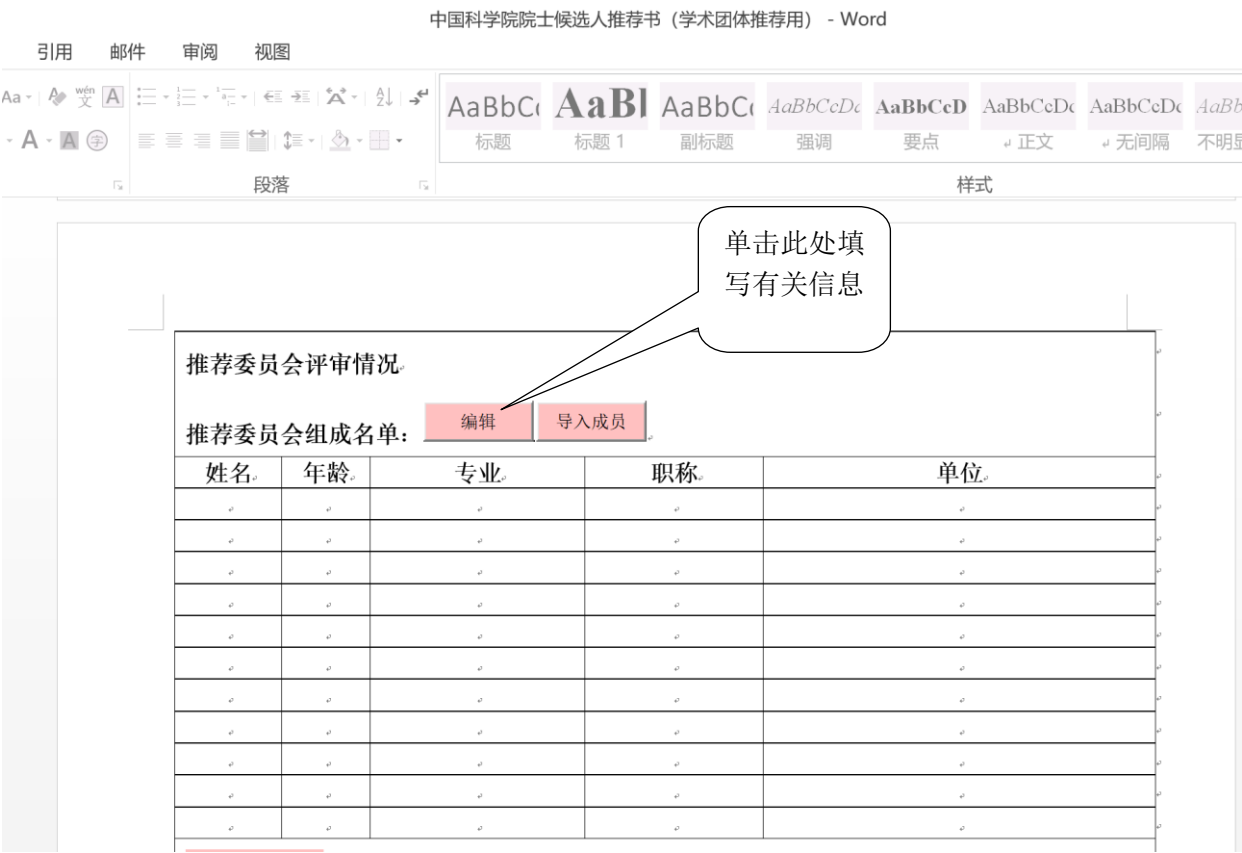 中国科学院院士候选人推荐书（学术团体推荐用） - Word
引用 邮件 审阅 视图
Aa wén 文 A
A A 字
AaBbCc AaBl AaBbCc AaBbCcDc AaBbCcD AaBbCcDc AaBbCcDc AaBb
标题 标题 1 副标题 强调 要点 正文 无间隔 不明显
段落 样式
单击此处填
写有关信息
推荐委员会评审情况
推荐委员会组成名单： 编辑 导入成员
姓名 年龄 专业 职称 单位